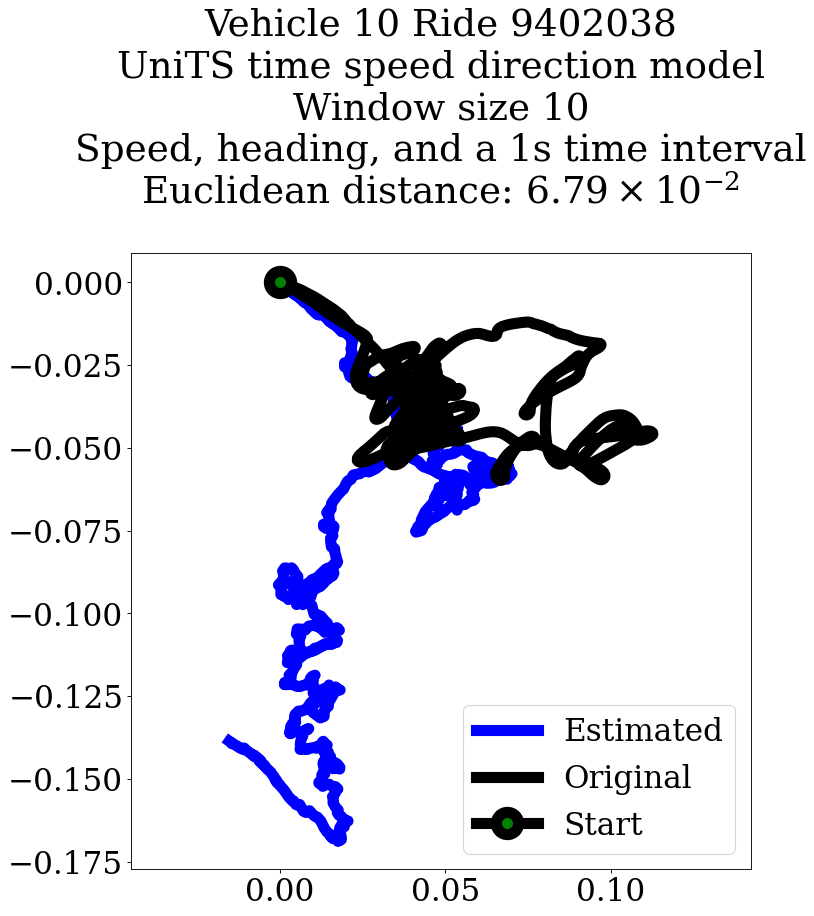 Vehicle 10 Ride 9402038
UniTS time speed direction model
Window size 10
Speed, heading, and a 1s time interval
Euclidean distance: 6.79 × 10⁻²
0.000
−0.025
−0.050
−0.075
−0.100
−0.125
−0.150
−0.175
Estimated
Original
Start
0.00 0.05 0.10